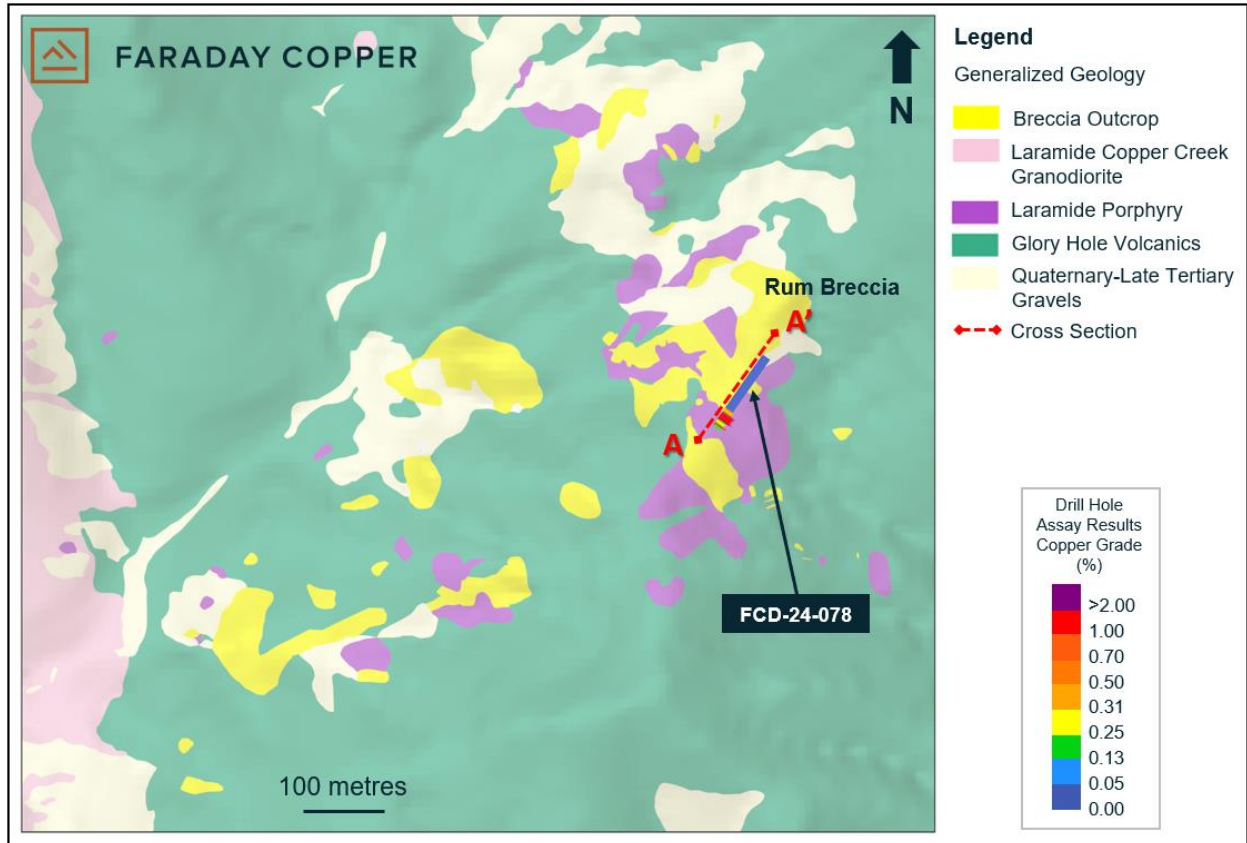 FARADAY COPPER
N
Rum Breccia
A'
A
FCD-24-078
100 metres
Legend
Generalized Geology
Breccia Outcrop
Laramide Copper Creek
Granodiorite
Laramide Porphyry
Glory Hole Volcanics
Quaternary-Late Tertiary
Gravels
Cross Section
Drill Hole
Assay Results
Copper Grade
(%)
>2.00
1.00
0.70
0.50
0.31
0.25
0.13
0.05
0.00